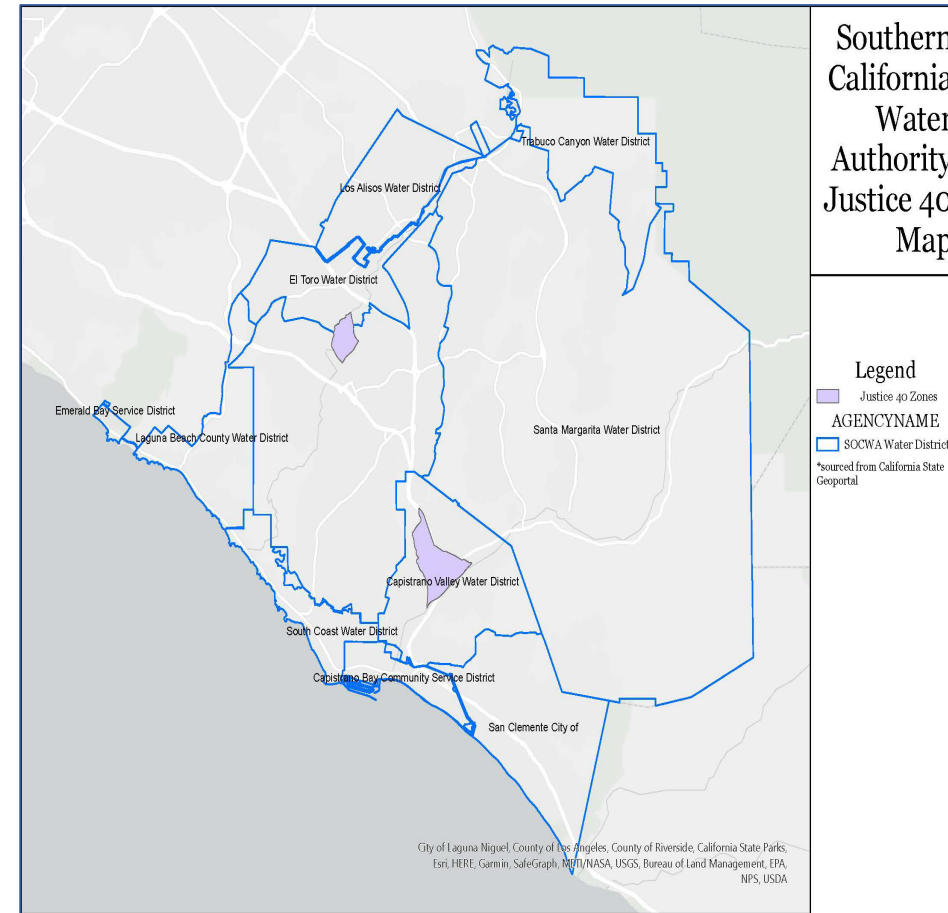 Southern
California
Water
Authority
Justice 40
Map
Trabuco Canyon Water District
Los Alisos Water District
El Toro Water District
Emerald Bay Service District
Laguna Beach County Water District
Santa Margarita Water District
Capistrano Valley Water District
South Coast Water District
Capistrano Bay Community Service District
San Clemente City of
Legend
Justice 40 Zones
AGENCYNAME
SOCWA Water District
*sourced from California State
Geoportal
City of Laguna Niguel, County of Los Angeles, County of Riverside, California State Parks,
Esri, HERE, Garmin, SafeGraph, METI/NASA, USGS, Bureau of Land Management, EPA,
NPS, USDA